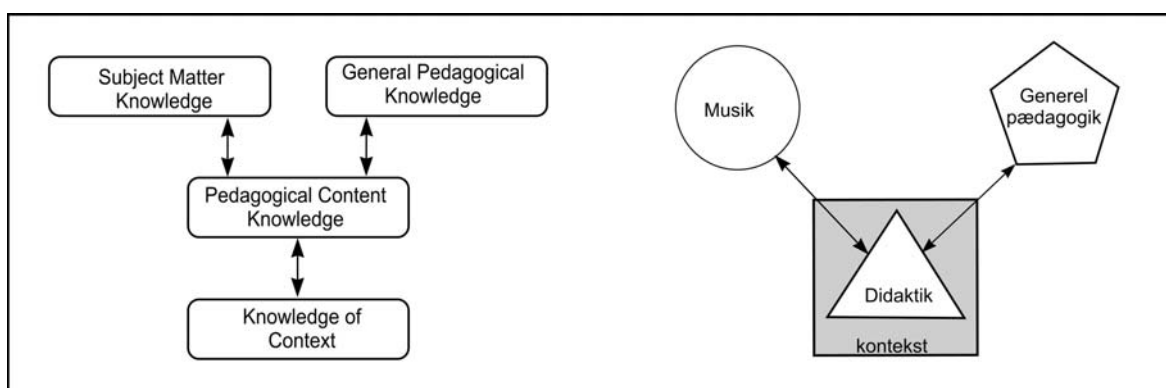 Subject Matter
Knowledge
General Pedagogical
Knowledge
Pedagogical Content
Knowledge
Knowledge of
Context
Musik
Generel
pædagogik
Didaktik
kontekst